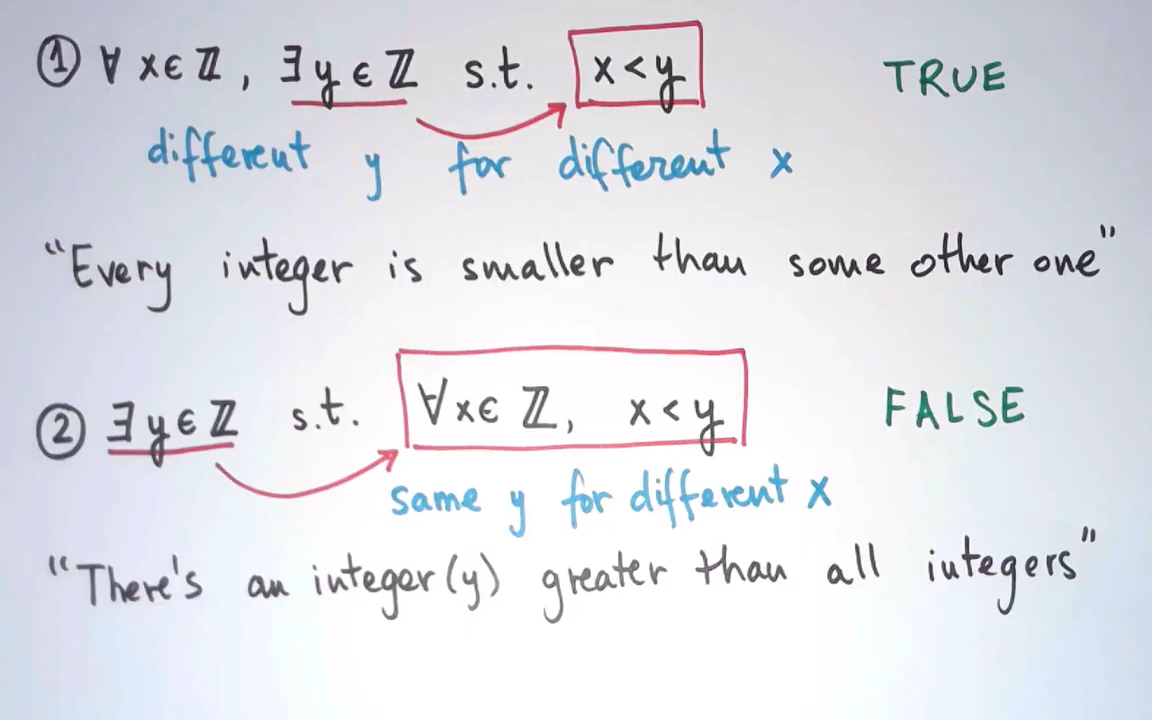 ① ∀ x∈ℤ, ∃ y∈ℤ s.t. x<y TRUE
different y for different x
"Every integer is smaller than some other one"
② ∃ y∈ℤ s.t. ∀x∈ℤ, x<y FALSE
same y for different x
"There's an integer (y) greater than all integers"